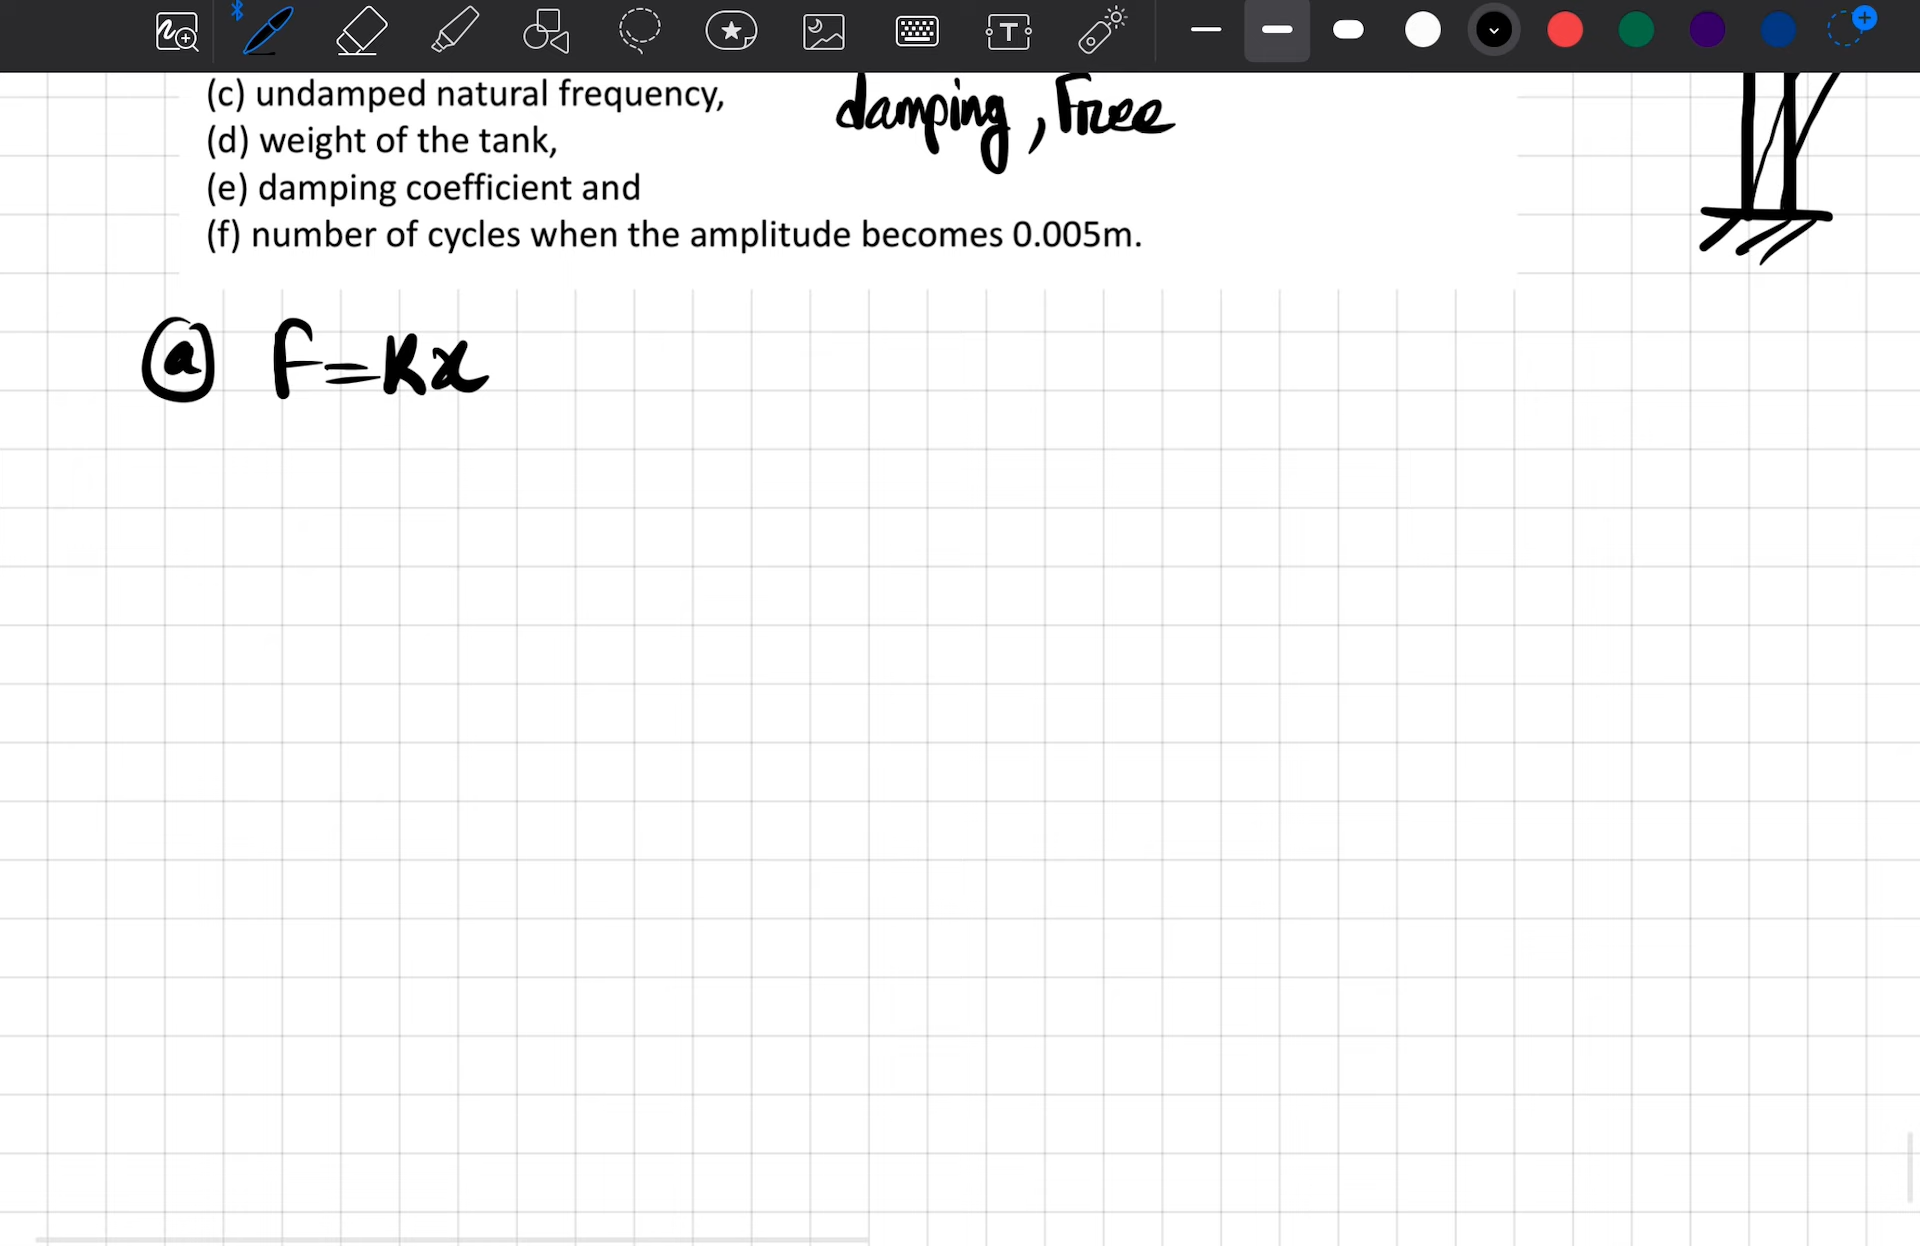 (c) undamped natural frequency,
damping, Free
(d) weight of the tank,
(e) damping coefficient and
(f) number of cycles when the amplitude becomes 0.005m.
(a) F=Kx